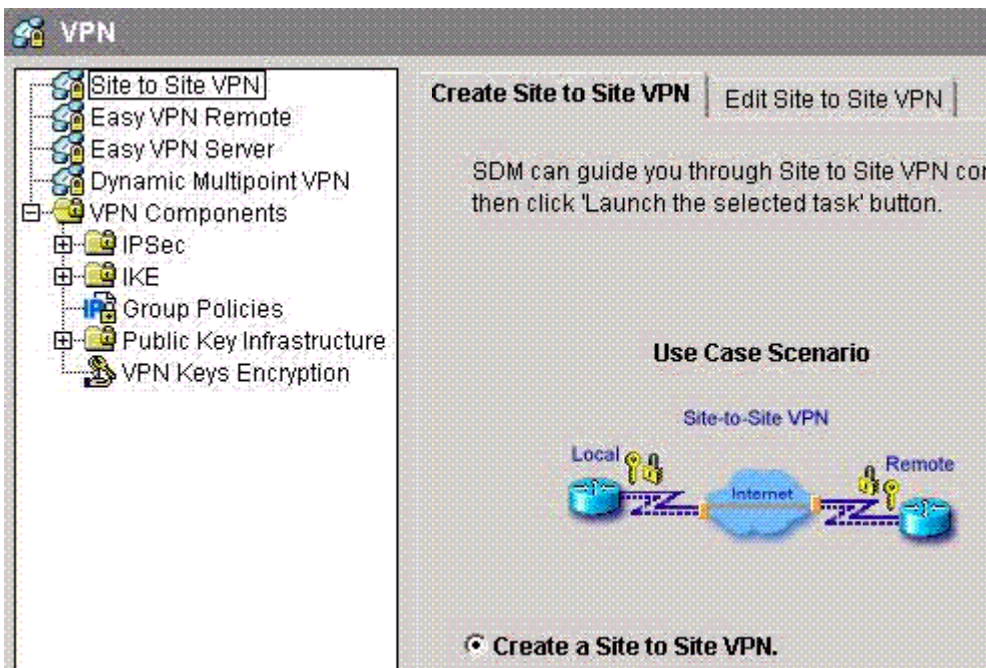 VPN
Site to Site VPN
Easy VPN Remote
Easy VPN Server
Dynamic Multipoint VPN
VPN Components
IPSec
IKE
Group Policies
Public Key Infrastructure
VPN Keys Encryption
Create Site to Site VPN
Edit Site to Site VPN
SDM can guide you through Site to Site VPN con
then click 'Launch the selected task' button.
Use Case Scenario
Site-to-Site VPN
Local
Remote
Internet
Create a Site to Site VPN.